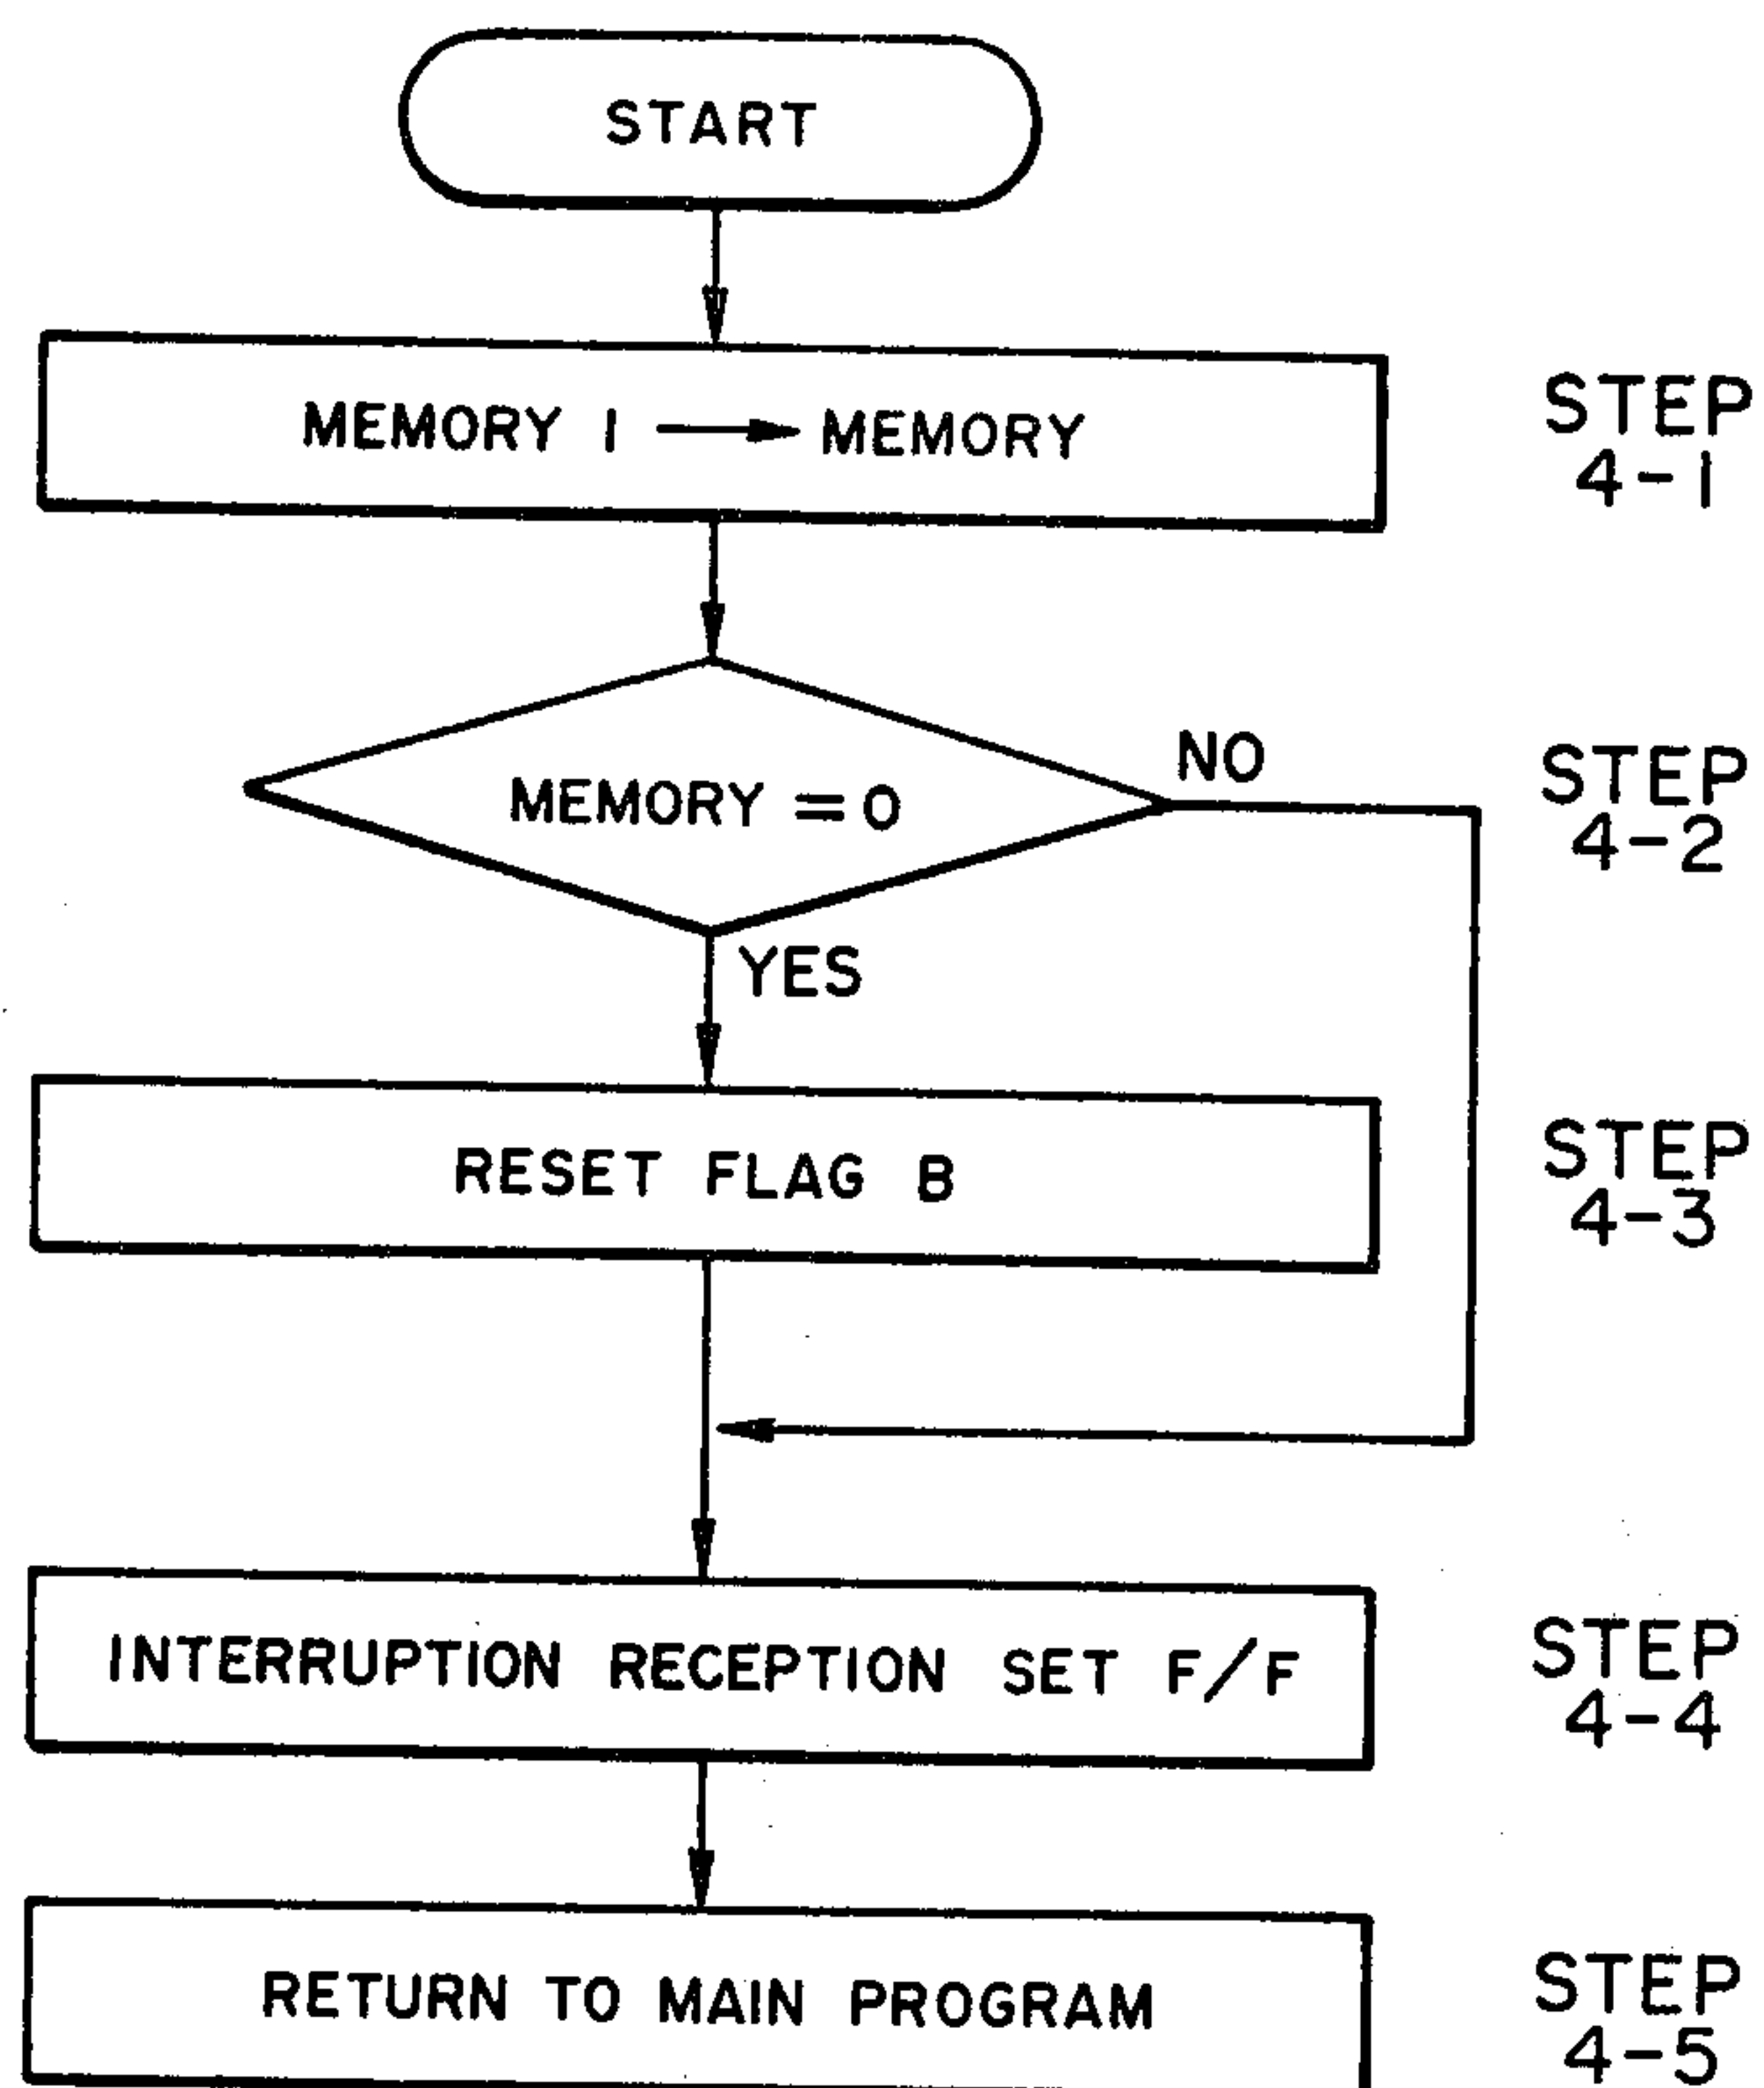 START
MEMORY 1 → MEMORY
STEP
4-1
MEMORY = 0
NO
STEP
4-2
YES
RESET FLAG B
STEP
4-3
INTERRUPTION RECEPTION SET F/F
STEP
4-4
RETURN TO MAIN PROGRAM
STEP
4-5